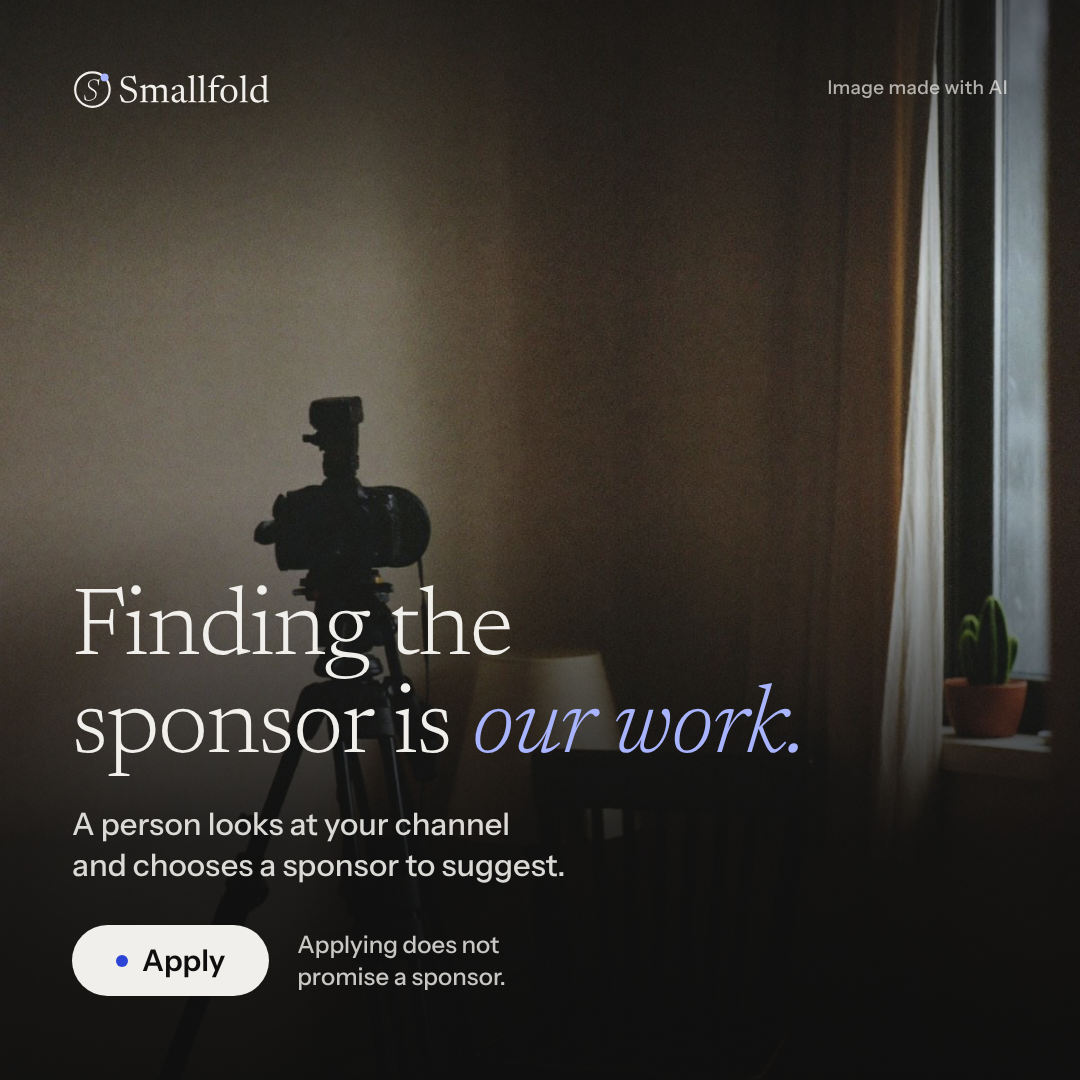 Smallfold
Image made with AI
Finding the
sponsor is our work.
A person looks at your channel
and chooses a sponsor to suggest.
Apply
Applying does not
promise a sponsor.